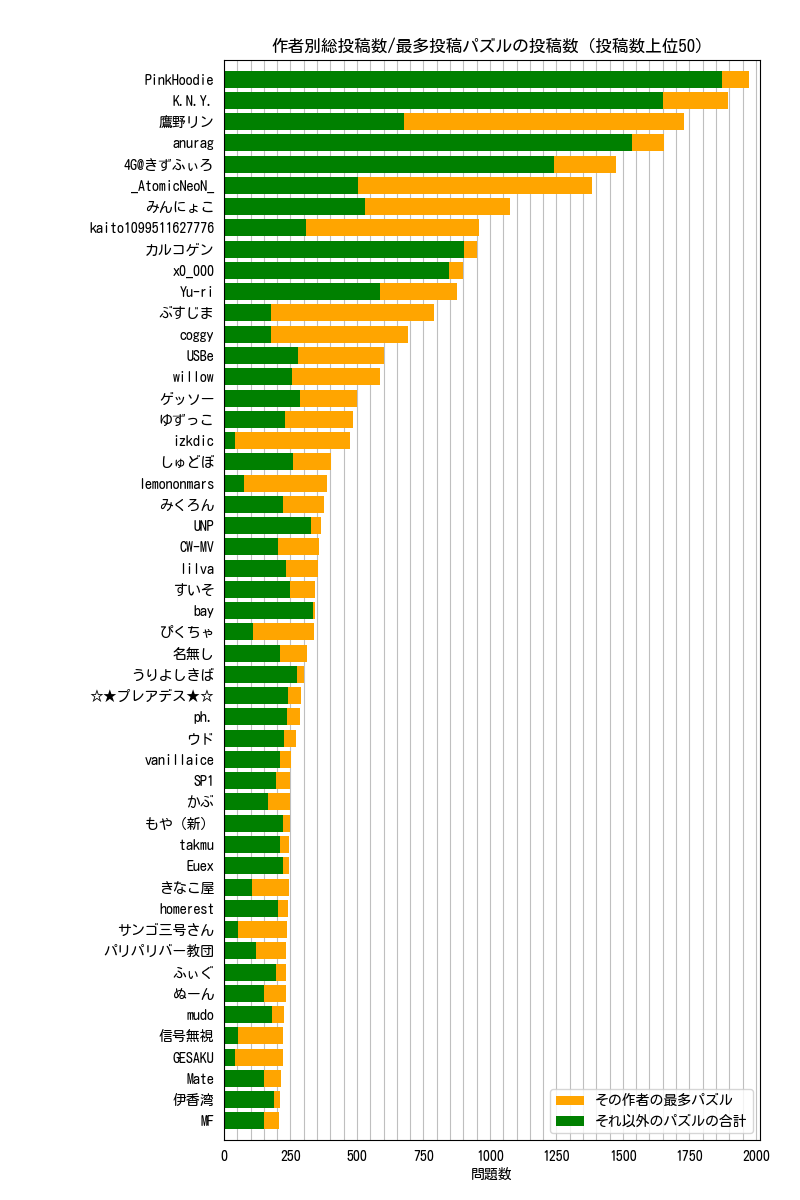 作者別総投稿数/最多投稿パズルの投稿数 (投稿数上位50)
PinkHoodie
K.N.Y.
鷹野リン
anurag
4G@きずふぃろ
_AtomicNeoN_
みんにょこ
kaito1099511627776
カルコゲン
x0_000
Yu-ri
ぶすじま
coggy
USBe
willow
ゲッソー
ゆずっこ
izkdic
しゅどぼ
lemononmars
みくろん
UNP
CW-MV
lilva
すいそ
bay
ぴくちゃ
名無し
うりよしきば
☆★プレアデス★☆
ph.
ウド
vanillaice
SP1
かぶ
もや (新)
takmu
Euex
きなこ屋
homerest
サンゴ三号さん
パリパリバー教団
ふぃぐ
ぬーん
mudo
信号無視
GESAKU
Mate
伊香湾
MF
その作者の最多パズル
それ以外のパズルの合計
0 250 500 750 1000 1250 1500 1750 2000
問題数